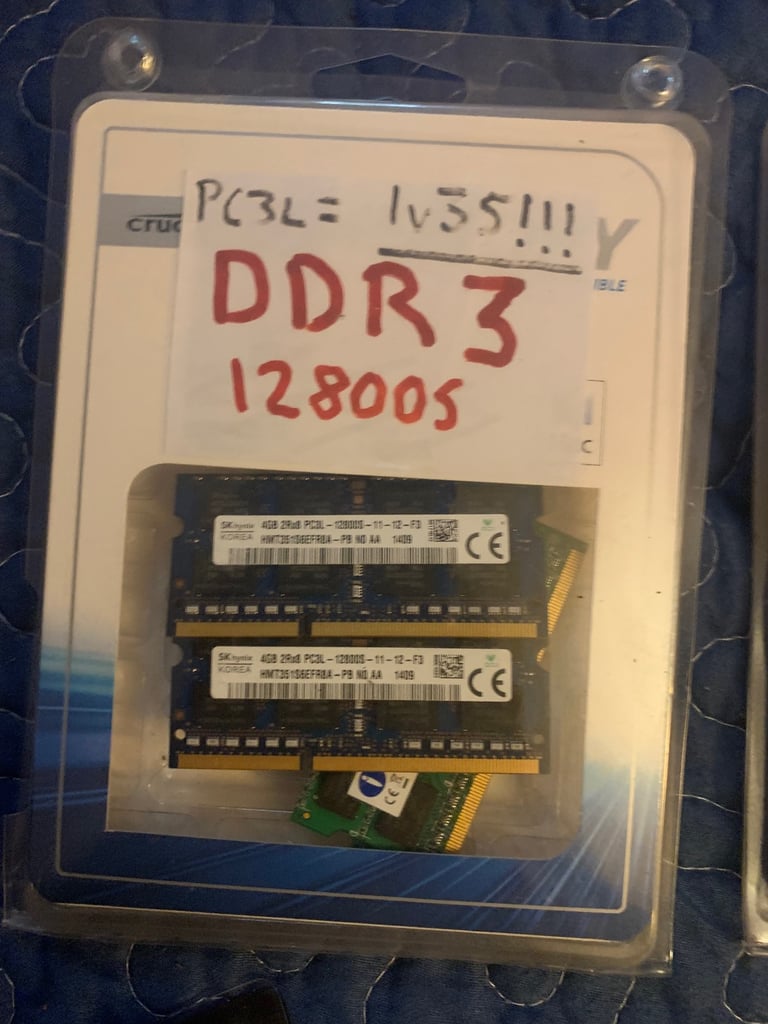 PC3L = 1v35!!!
cruc
Y
IBLE
DDR3
12800S
C
SK hynix
KOREA
4GB 2Rx8 PC3L-12800S-11-12-F3
HMT351S6EFR8A-PB N0 AA 1409
CE
SK hynix
KOREA
4GB 2Rx8 PC3L-12800S-11-12-F3
HMT351S6EFR8A-PB N0 AA 1409
CE
CE